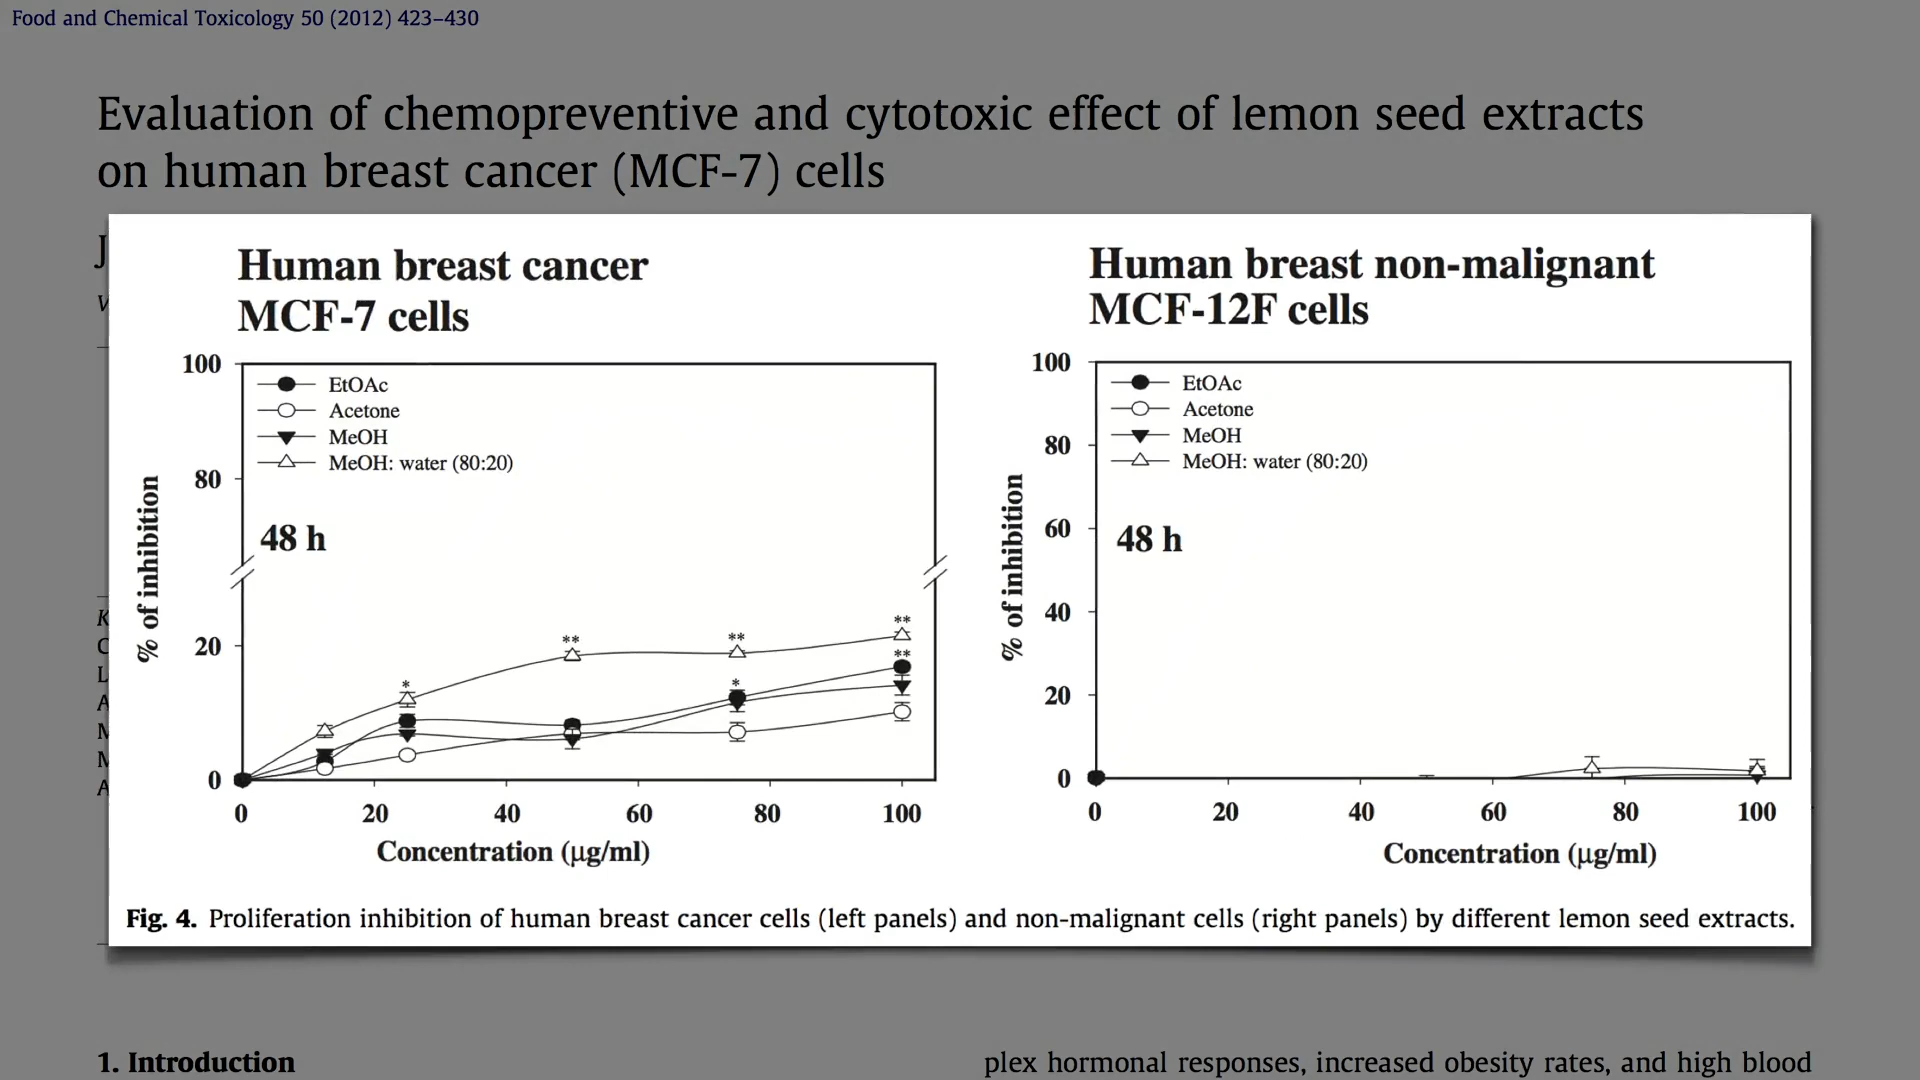 Food and Chemical Toxicology 50 (2012) 423–430
Evaluation of chemopreventive and cytotoxic effect of lemon seed extracts
on human breast cancer (MCF-7) cells
J
Human breast cancer
MCF-7 cells
100
EtOAc
Acetone
MeOH
MeOH: water (80:20)
80
48 h
% of inhibition
**
**
**
20
**
*
*
0
0
20
40
60
80
100
Concentration (µg/ml)
Human breast non-malignant
MCF-12F cells
100
EtOAc
Acetone
MeOH
MeOH: water (80:20)
80
60
48 h
% of inhibition
40
20
0
0
20
40
60
80
100
Concentration (µg/ml)
Fig. 4. Proliferation inhibition of human breast cancer cells (left panels) and non-malignant cells (right panels) by different lemon seed extracts.
1. Introduction
plex hormonal responses, increased obesity rates, and high blood